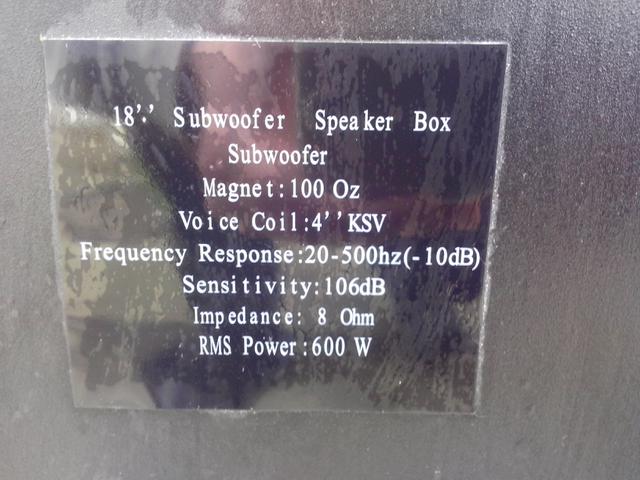 18'' Subwoofer Speaker Box
Subwoofer
Magnet:100 Oz
Voice Coil:4''KSV
Frequency Response:20-500hz(-10dB)
Sensitivity:106dB
Impedance: 8 Ohm
RMS Power:600 W